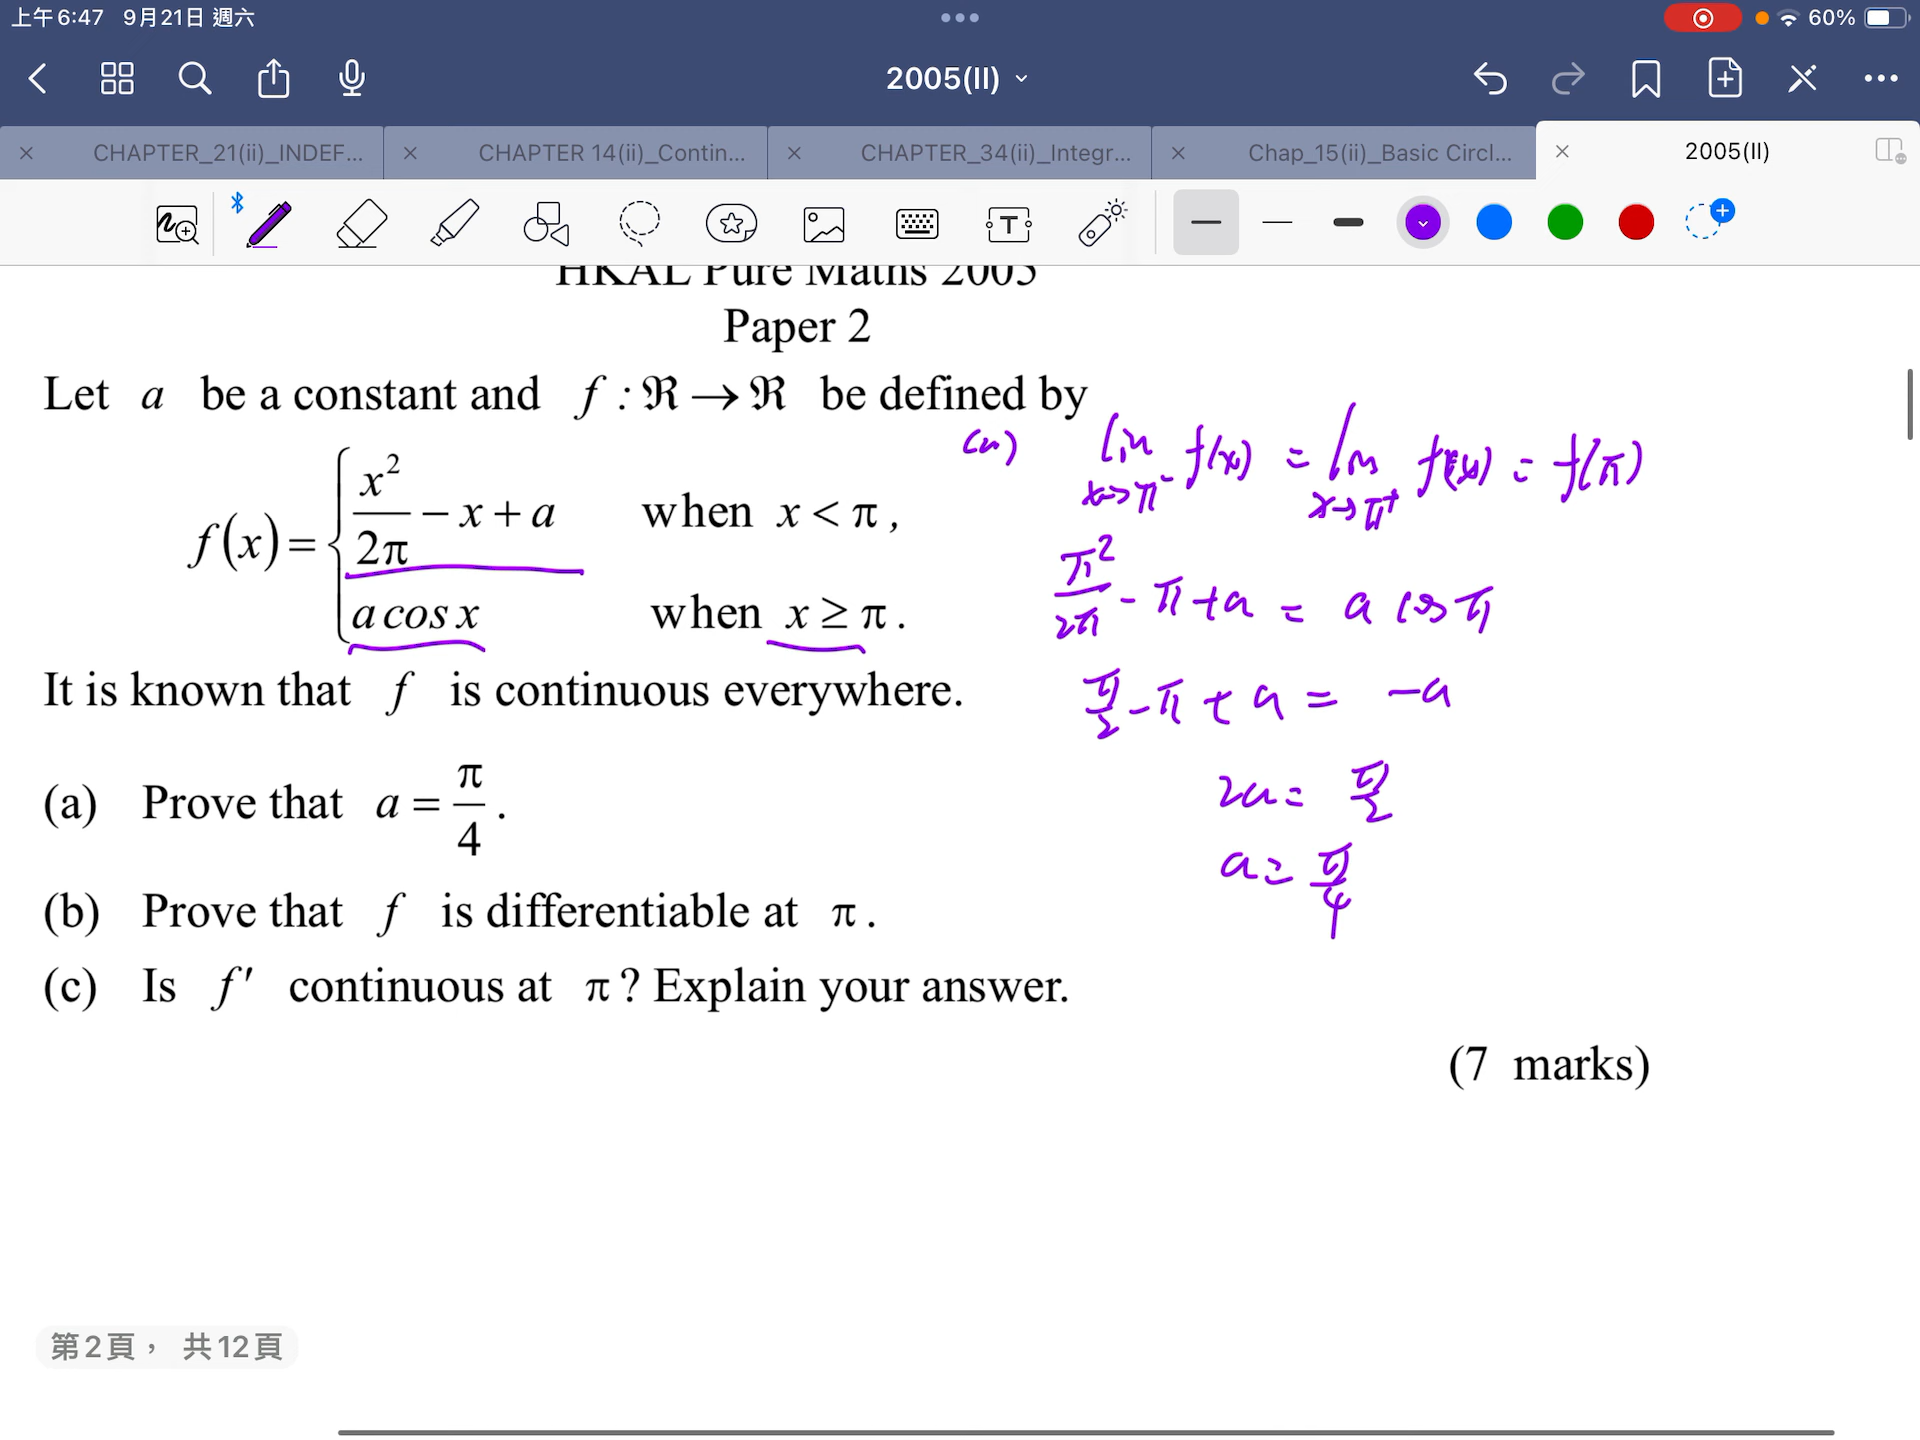 上午6:47 9月21日 週六
60%
2005(II)
CHAPTER_21(ii)_INDEF... CHAPTER 14(ii)_Contin... CHAPTER_34(ii)_Integr... Chap_15(ii)_Basic Circl... 2005(II)
HKAL Pure Maths 2005
Paper 2
Let a be a constant and f : ℜ → ℜ be defined by
f(x) = { x²/2π − x + a when x < π,
a cos x when x ≥ π.
It is known that f is continuous everywhere.
(a) Prove that a = π/4.
(b) Prove that f is differentiable at π.
(c) Is f′ continuous at π? Explain your answer.
(7 marks)
(a) lim x→π⁻ f(x) = lim x→π⁺ f(x) = f(π)
π²/2π − π + a = a cos π
π/2 − π + a = −a
2a = π/2
a = π/4
第2頁， 共12頁